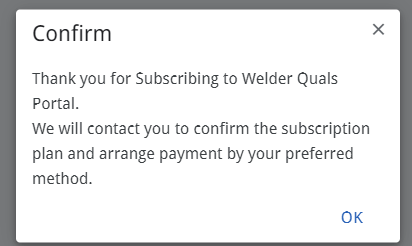 Confirm
Thank you for Subscribing to Welder Quals
Portal.
We will contact you to confirm the subscription
plan and arrange payment by your preferred
method.
OK